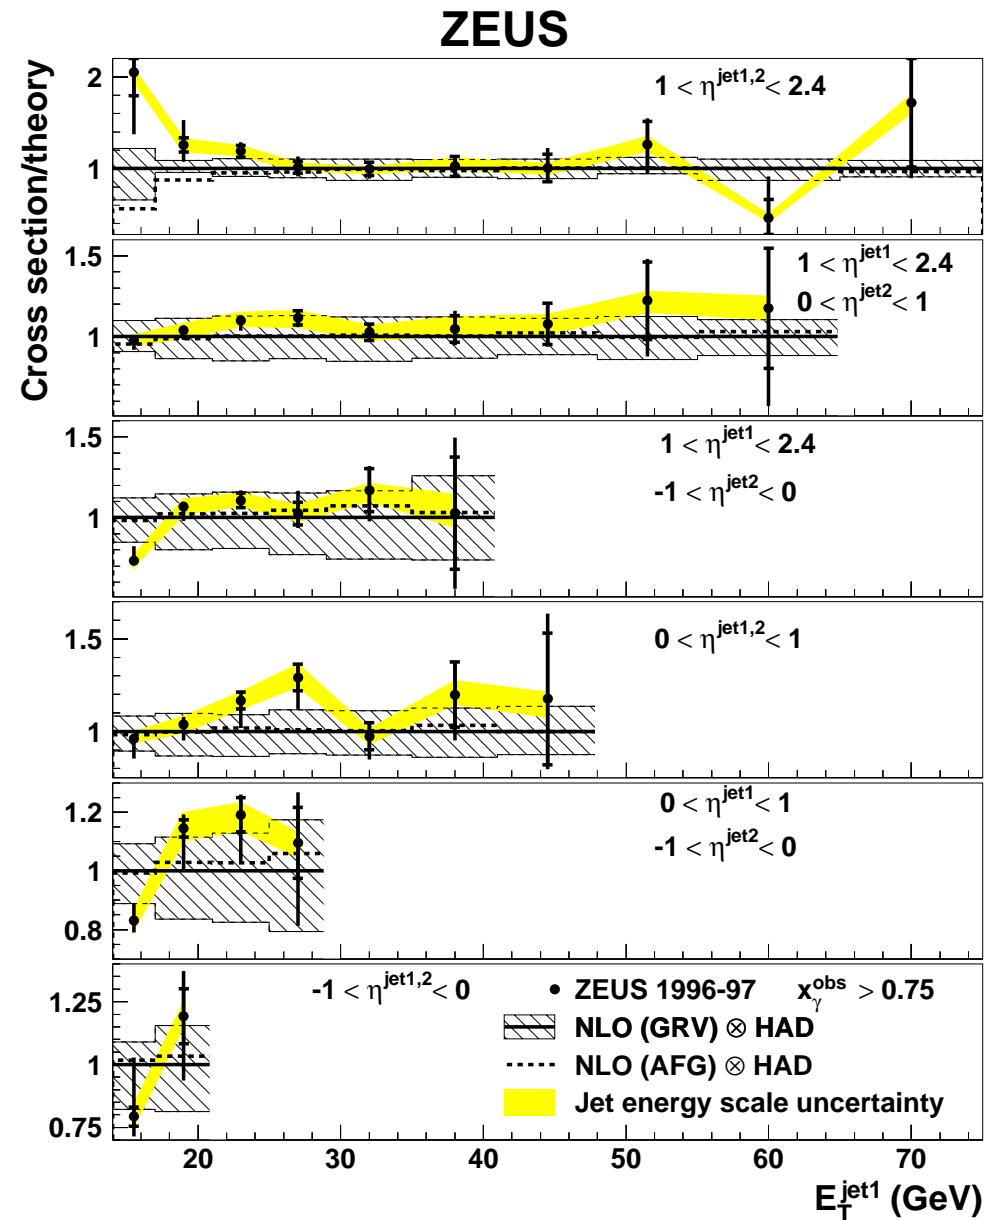 ZEUS
Cross section/theory
2
1
1 < η^jet1,2 < 2.4
1.5
1
1 < η^jet1 < 2.4
0 < η^jet2 < 1
1.5
1
1 < η^jet1 < 2.4
-1 < η^jet2 < 0
1.5
1
0 < η^jet1,2 < 1
1.2
1
0.8
0 < η^jet1 < 1
-1 < η^jet2 < 0
1.25
1
0.75
-1 < η^jet1,2 < 0
ZEUS 1996-97 x_γ^obs > 0.75
NLO (GRV) ⊗ HAD
NLO (AFG) ⊗ HAD
Jet energy scale uncertainty
20 30 40 50 60 70
E_T^jet1 (GeV)